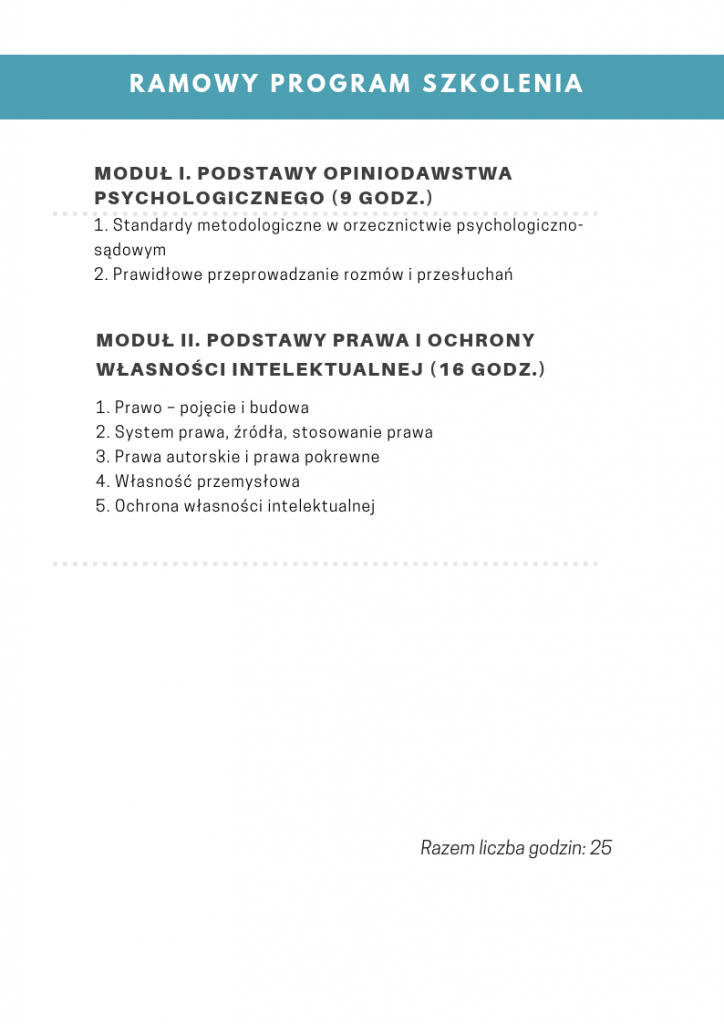 RAMOWY PROGRAM SZKOLENIA
MODUŁ I. PODSTAWY OPINIODAWSTWA
PSYCHOLOGICZNEGO (9 GODZ.)
1. Standardy metodologiczne w orzecznictwie psychologiczno-
sądowym
2. Prawidłowe przeprowadzanie rozmów i przesłuchań
MODUŁ II. PODSTAWY PRAWA I OCHRONY
WŁASNOŚCI INTELEKTUALNEJ (16 GODZ.)
1. Prawo – pojęcie i budowa
2. System prawa, źródła, stosowanie prawa
3. Prawa autorskie i prawa pokrewne
4. Własność przemysłowa
5. Ochrona własności intelektualnej
Razem liczba godzin: 25